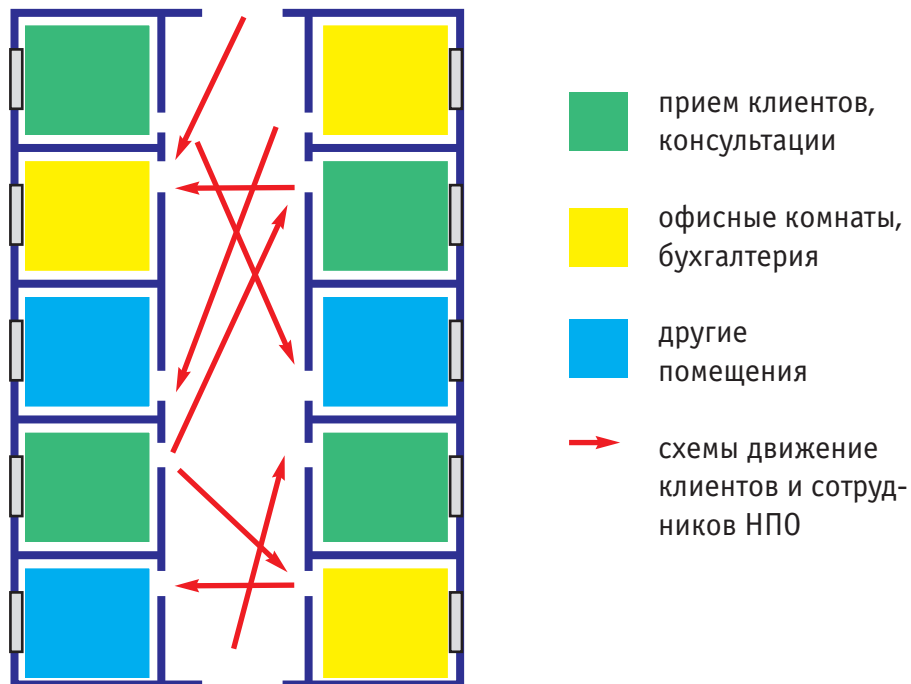 прием клиентов,
консультации
офисные комнаты,
бухгалтерия
другие
помещения
схемы движение
клиентов и сотруд-
ников НПО